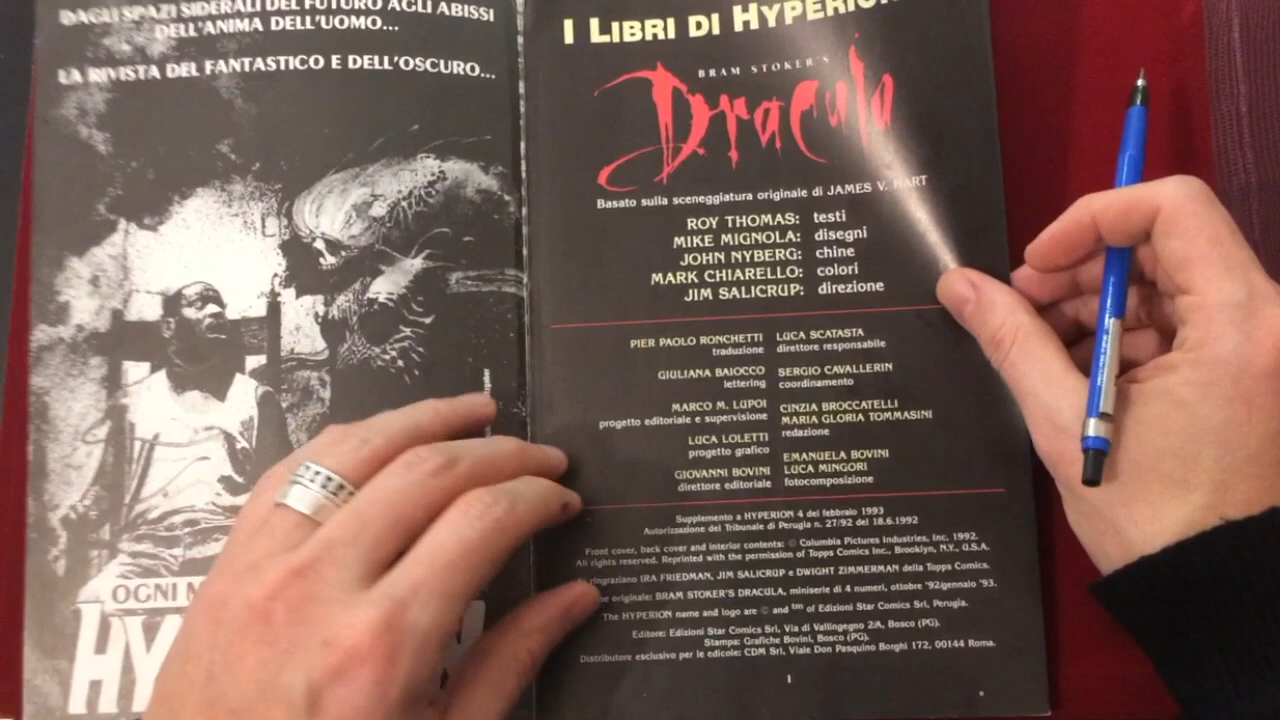 DAGLI SPAZI SIDERALI DEL FUTURO AGLI ABISSI
DELL'ANIMA DELL'UOMO...
LA RIVISTA DEL FANTASTICO E DELL'OSCURO...
OGNI
HY
I LIBRI DI HYPERION
BRAM STOKER'S
Dracula
Basato sulla sceneggiatura originale di JAMES V. HART
ROY THOMAS: testi
MIKE MIGNOLA: disegni
JOHN NYBERG: chine
MARK CHIARELLO: colori
JIM SALICRUP: direzione
PIER PAOLO RONCHETTI
traduzione
GIULIANA BAIOCCO
lettering
MARCO M. LUPOI
progetto editoriale e supervisione
LUCA LOLETTI
progetto grafico
GIOVANNI BOVINI
direttore editoriale
LUCA SCATASTA
direttore responsabile
SERGIO CAVALLERIN
coordinamento
CINZIA BROCCATELLI
MARIA GLORIA TOMMASINI
redazione
EMANUELA BOVINI
LUCA MINGORI
fotocomposizione
Supplemento a HYPERION 4 del febbraio 1993
Autorizzazione del Tribunale di Perugia n. 27/92 del 18.6.1992
Front cover, back cover and interior contents: © Columbia Pictures Industries, Inc. 1992.
All rights reserved. Reprinted with the permission of Topps Comics Inc., Brooklyn, N.Y., U.S.A.
ringraziano IRA FRIEDMAN, JIM SALICRUP e DWIGHT ZIMMERMAN della Topps Comics.
originale: BRAM STOKER'S DRACULA, miniserie di 4 numeri, ottobre '92/gennaio '93.
The HYPERION name and logo are © and tm of Edizioni Star Comics Srl, Perugia.
Editore: Edizioni Star Comics Srl, Via di Vallingegno 2/A, Bosco (PG).
Stampa: Grafiche Bovini, Bosco (PG).
Distributore esclusivo per le edicole: CDM Srl, Viale Don Pasquino Borghi 172, 00144 Roma.
1